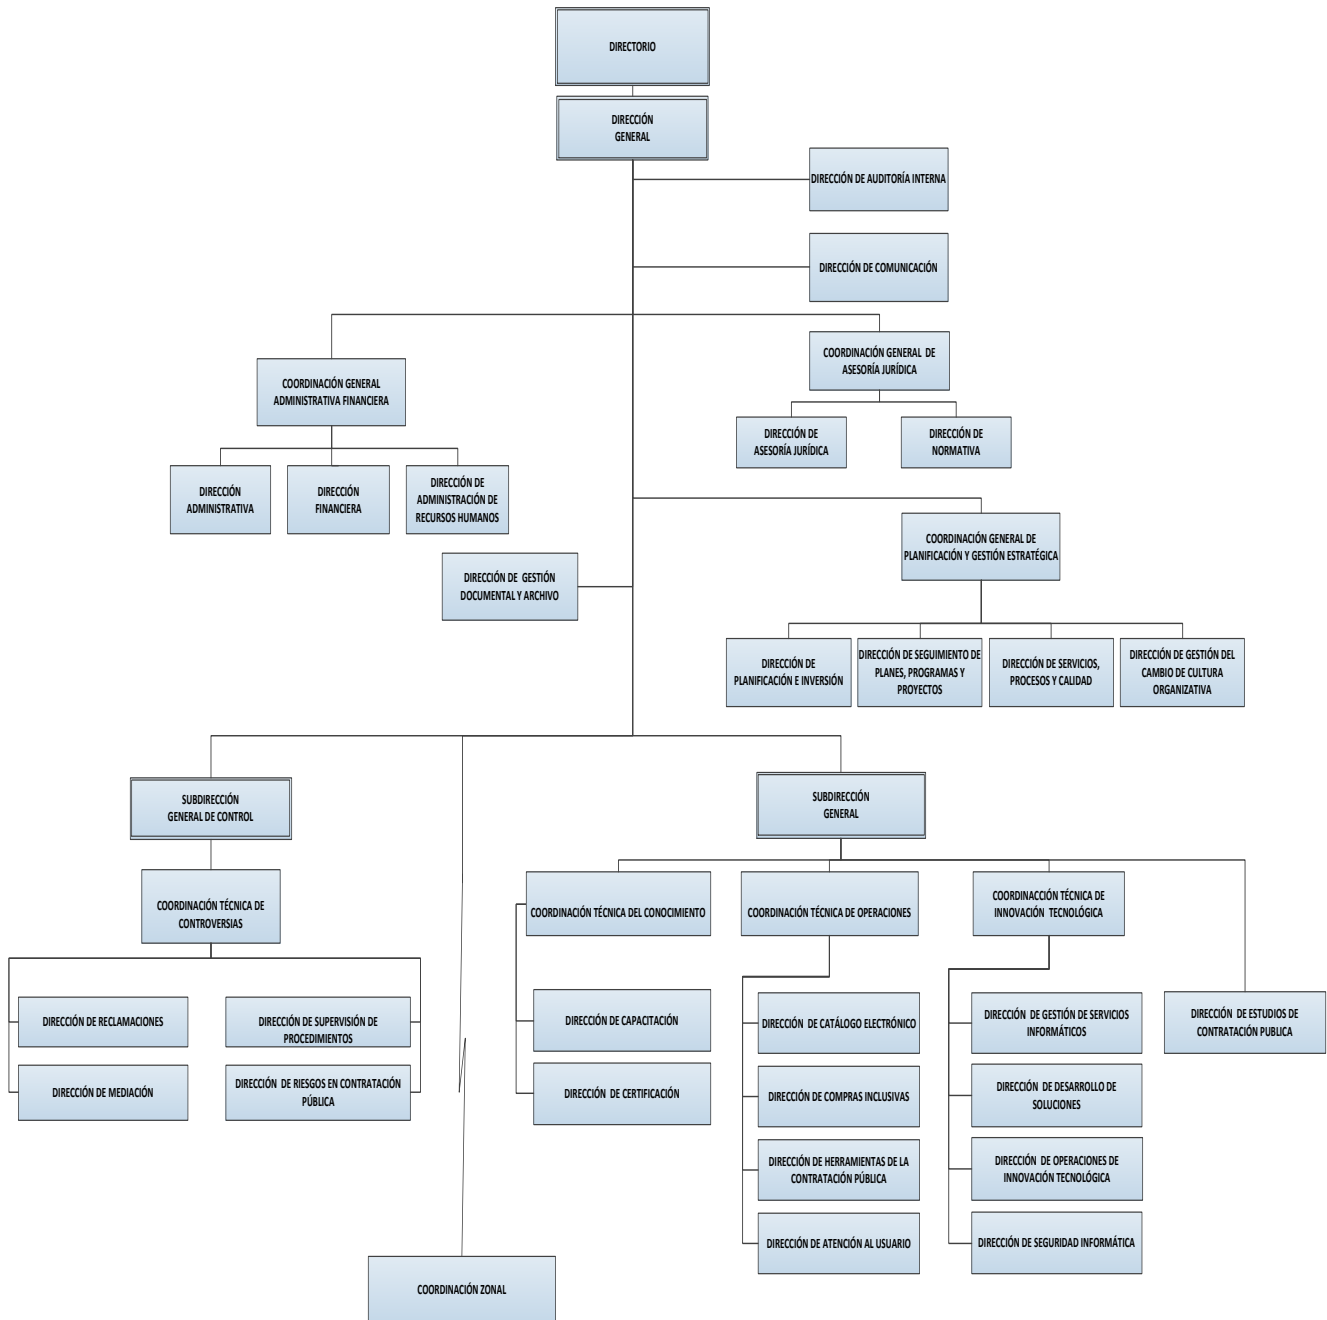 DIRECTORIO
DIRECCIÓN
GENERAL
DIRECCIÓN DE AUDITORÍA INTERNA
DIRECCIÓN DE COMUNICACIÓN
COORDINACIÓN GENERAL DE
ASESORÍA JURÍDICA
COORDINACIÓN GENERAL
ADMINISTRATIVA FINANCIERA
DIRECCIÓN DE
ASESORÍA JURÍDICA
DIRECCIÓN DE
NORMATIVA
DIRECCIÓN
ADMINISTRATIVA
DIRECCIÓN
FINANCIERA
DIRECCIÓN DE
ADMINISTRACIÓN DE
RECURSOS HUMANOS
COORDINACIÓN GENERAL DE
PLANIFICACIÓN Y GESTIÓN ESTRATÉGICA
DIRECCIÓN DE GESTIÓN
DOCUMENTAL Y ARCHIVO
DIRECCIÓN DE
PLANIFICACIÓN E INVERSIÓN
DIRECCIÓN DE SEGUIMIENTO DE
PLANES, PROGRAMAS Y
PROYECTOS
DIRECCIÓN DE SERVICIOS,
PROCESOS Y CALIDAD
DIRECCIÓN DE GESTIÓN DEL
CAMBIO DE CULTURA
ORGANIZATIVA
SUBDIRECCIÓN
GENERAL DE CONTROL
SUBDIRECCIÓN
GENERAL
COORDINACIÓN TÉCNICA DE
CONTROVERSIAS
COORDINACIÓN TÉCNICA DEL CONOCIMIENTO
COORDINACIÓN TÉCNICA DE OPERACIONES
COORDINACCIÓN TÉCNICA DE
INNOVACIÓN TECNOLÓGICA
DIRECCIÓN DE RECLAMACIONES
DIRECCIÓN DE SUPERVISIÓN DE
PROCEDIMIENTOS
DIRECCIÓN DE MEDIACIÓN
DIRECCIÓN DE RIESGOS EN CONTRATACIÓN
PÚBLICA
DIRECCIÓN DE CAPACITACIÓN
DIRECCIÓN DE CERTIFICACIÓN
DIRECCIÓN DE CATÁLOGO ELECTRÓNICO
DIRECCIÓN DE COMPRAS INCLUSIVAS
DIRECCIÓN DE HERRAMIENTAS DE LA
CONTRATACIÓN PÚBLICA
DIRECCIÓN DE ATENCIÓN AL USUARIO
DIRECCIÓN DE GESTIÓN DE SERVICIOS
INFORMÁTICOS
DIRECCIÓN DE DESARROLLO DE
SOLUCIONES
DIRECCIÓN DE OPERACIONES DE
INNOVACIÓN TECNOLÓGICA
DIRECCIÓN DE SEGURIDAD INFORMÁTICA
DIRECCIÓN DE ESTUDIOS DE
CONTRATACIÓN PUBLICA
COORDINACIÓN ZONAL